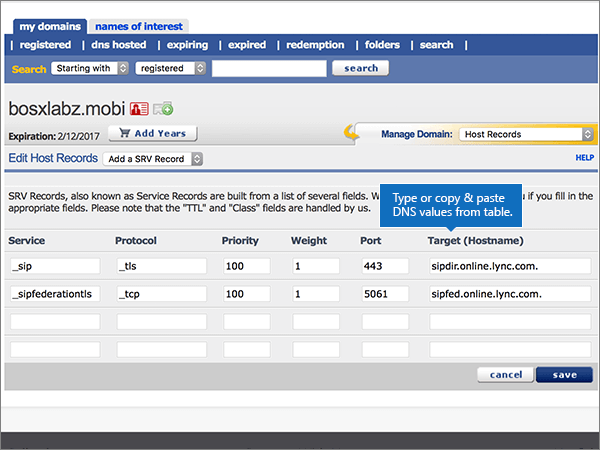 my domains names of interest
| registered | dns hosted | expiring | expired | redemption | folders | search |
Search Starting with registered search
bosxlabz.mobi
Expiration: 2/12/2017 Add Years Manage Domain: Host Records
Edit Host Records Add a SRV Record HELP
SRV Records, also known as Service Records are built from a list of several fields. W u if you fill in the
appropriate fields. Please note that the "TTL" and "Class" fields are handled by us.
Type or copy & paste
DNS values from table.
Service Protocol Priority Weight Port Target (Hostname)
_sip _tls 100 1 443 sipdir.online.lync.com.
_sipfederationtls _tcp 100 1 5061 sipfed.online.lync.com.
cancel save